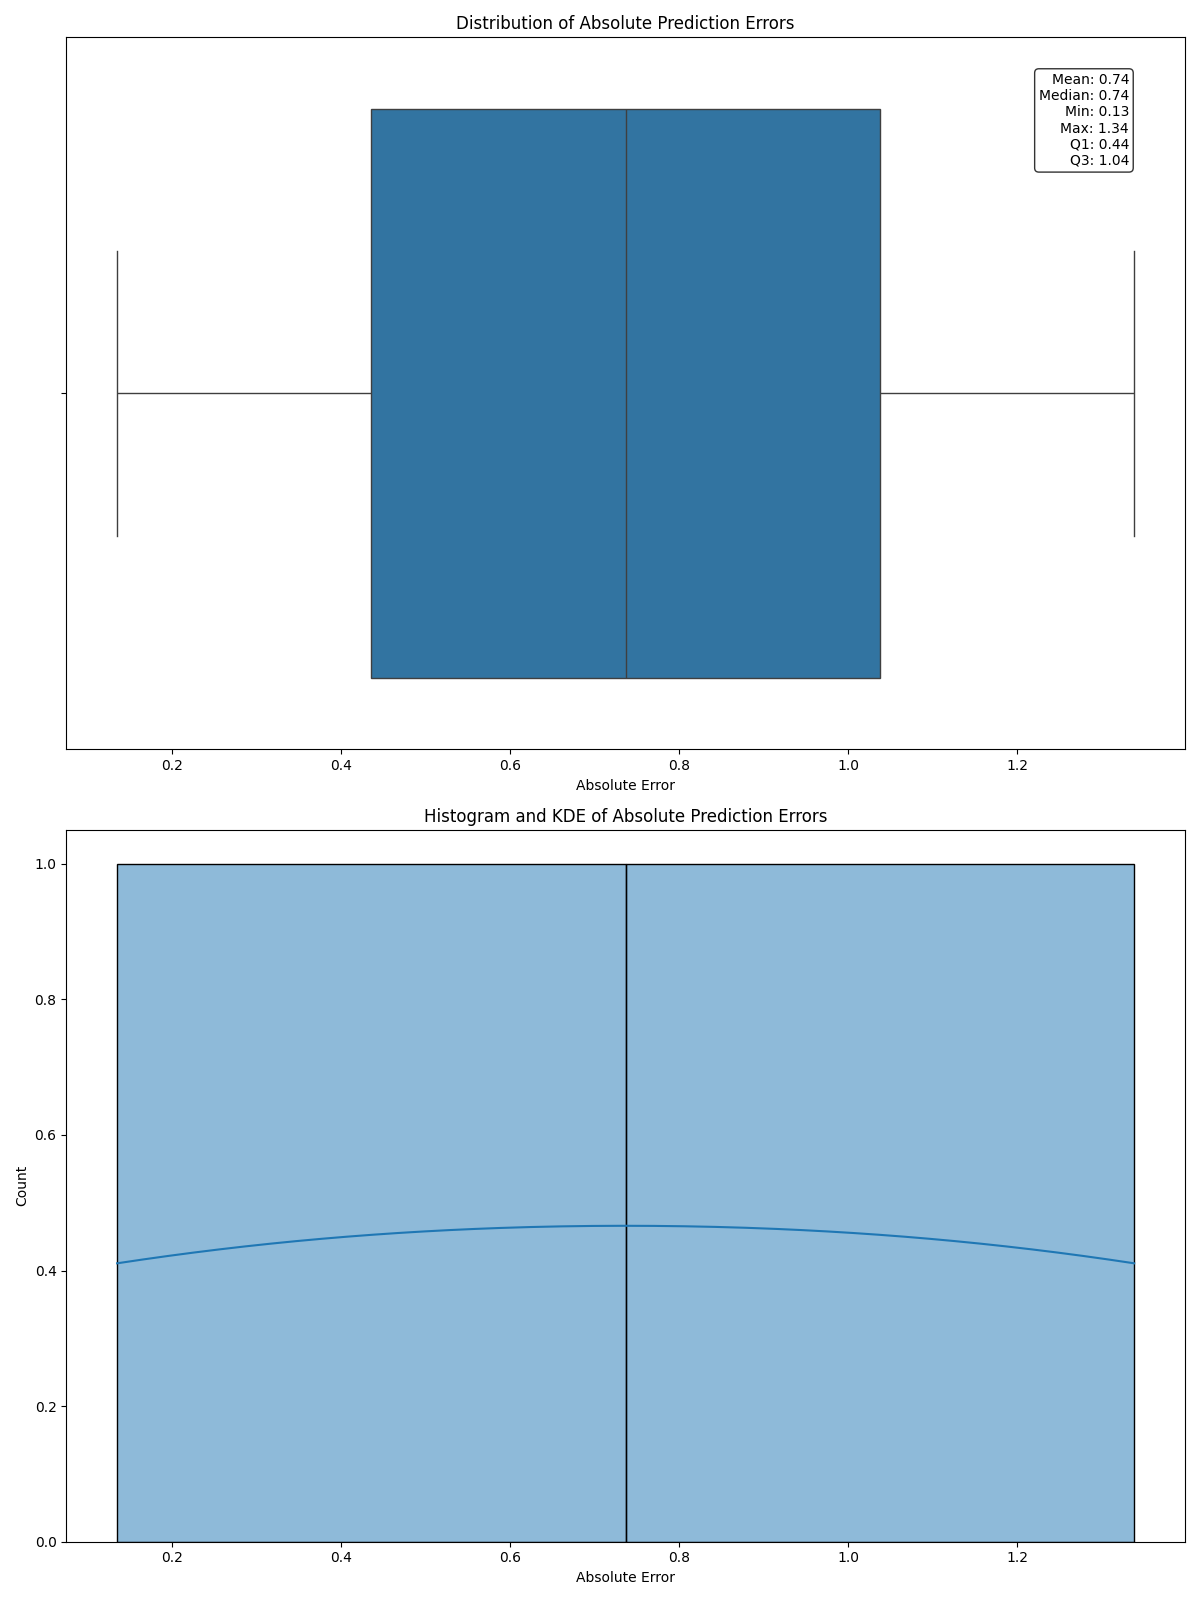 Distribution of Absolute Prediction Errors
Mean: 0.74
Median: 0.74
Min: 0.13
Max: 1.34
Q1: 0.44
Q3: 1.04
0.2 0.4 0.6 0.8 1.0 1.2
Absolute Error
Histogram and KDE of Absolute Prediction Errors
1.0
0.8
0.6
0.4
0.2
0.0
Count
0.2 0.4 0.6 0.8 1.0 1.2
Absolute Error